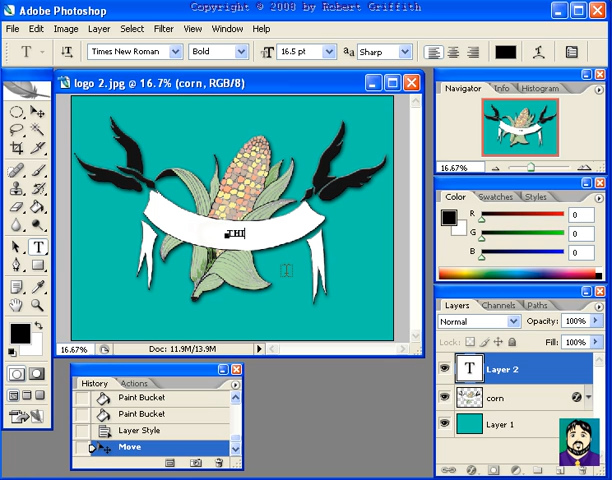 Copyright © 2008 by Robert Griffith
Adobe Photoshop
File Edit Image Layer Select Filter View Window Help
T Times New Roman Bold T 16.5 pt aa Sharp
logo 2.jpg @ 16.7% (corn, RGB/8)
THI
16.67% Doc: 11.9M/13.9M
History Actions
Paint Bucket
Paint Bucket
Layer Style
Move
Navigator Info Histogram
16.67%
Color Swatches Styles
R 0
G 0
B 0
Layers Channels Paths
Normal Opacity: 100%
Lock: Fill: 100%
T Layer 2
corn
Layer 1